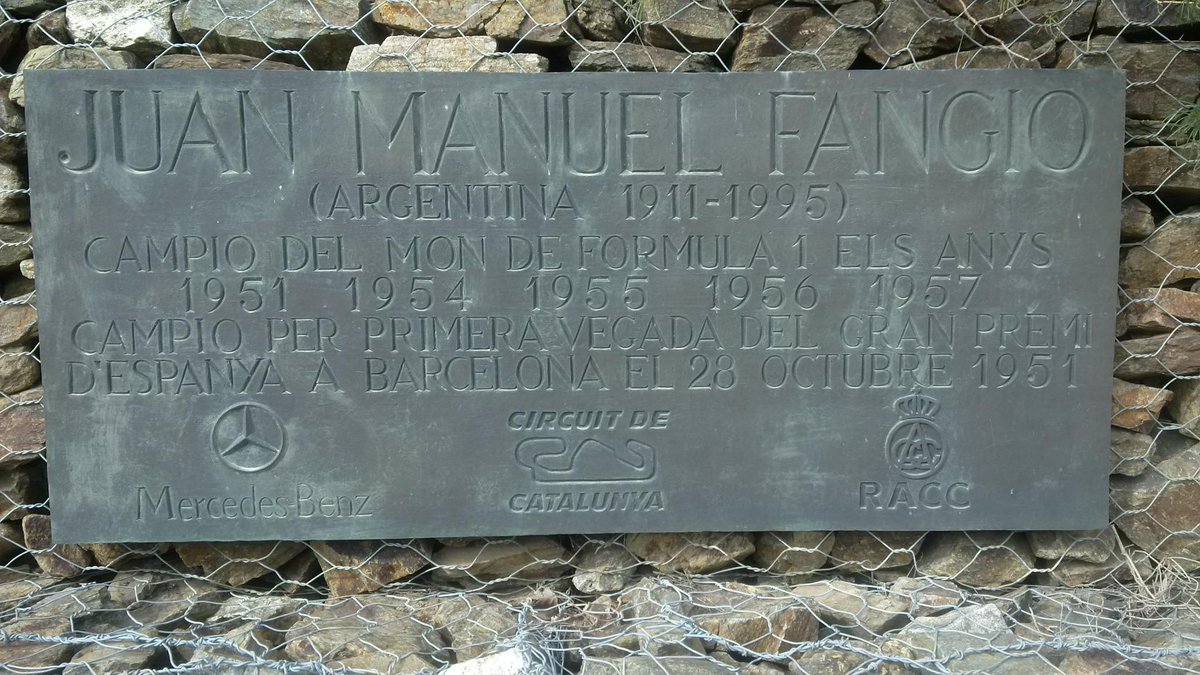 JUAN MANUEL FANGIO
(ARGENTINA 1911-1995)
CAMPIO DEL MON DE FORMULA 1 ELS ANYS
1951 1954 1955 1956 1957
CAMPIO PER PRIMERA VEGADA DEL GRAN PREMI
D'ESPANYA A BARCELONA EL 28 OCTUBRE 1951
Mercedes-Benz
CIRCUIT DE
CATALUNYA
RACC